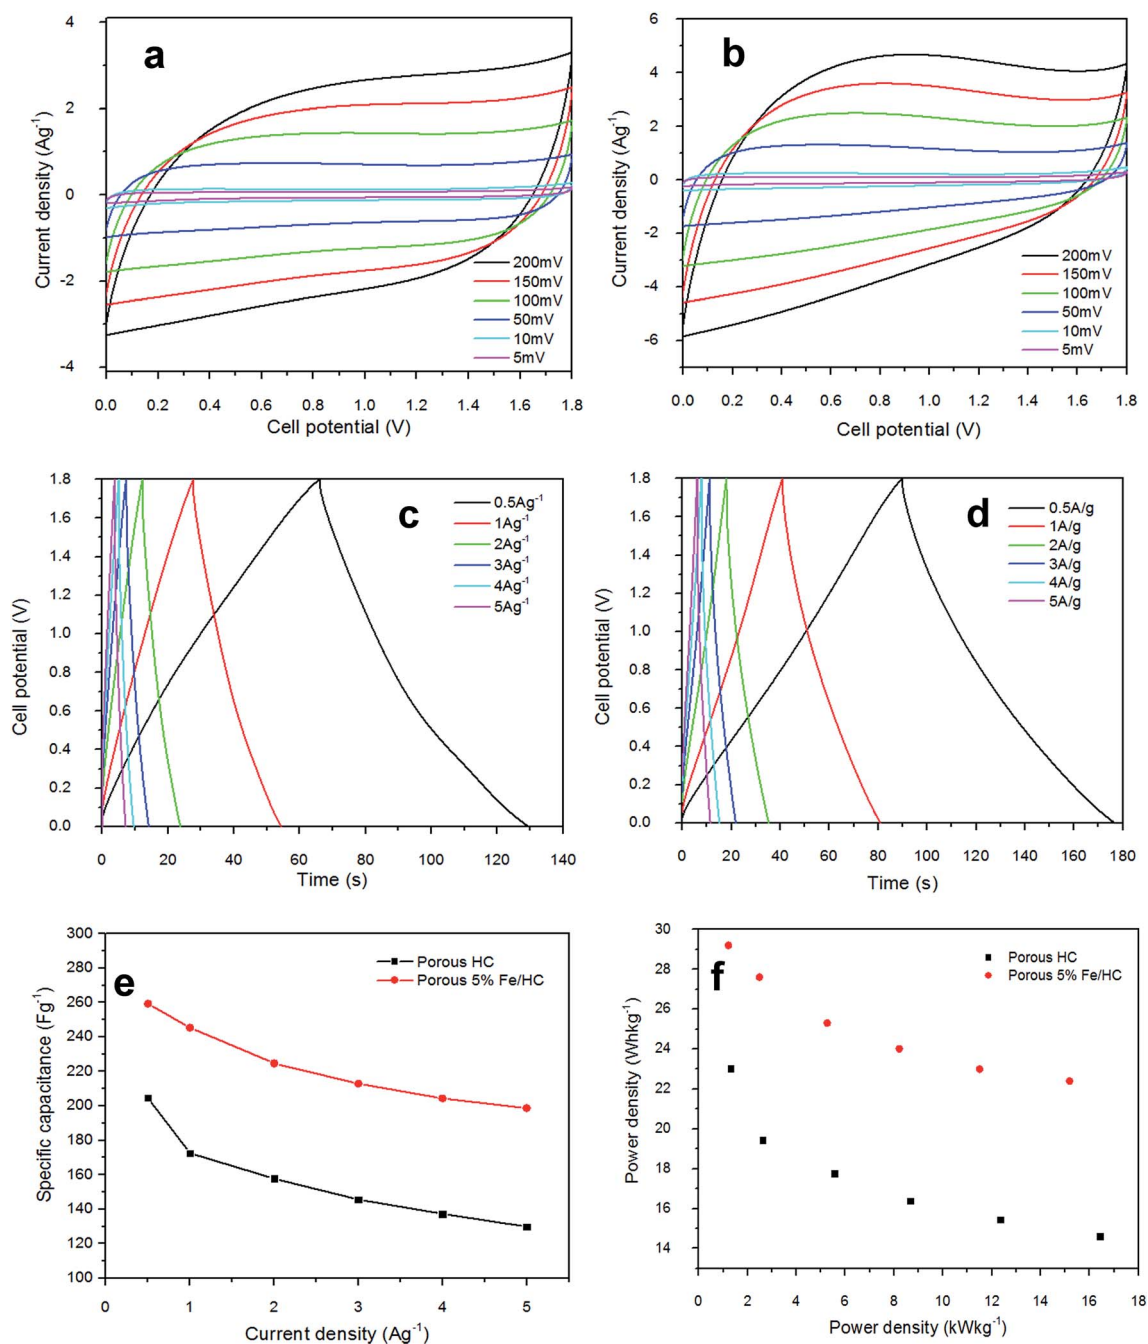 a
4
2
0
-2
-4
Current density (Ag⁻¹)
200mV
150mV
100mV
50mV
10mV
5mV
0.0 0.2 0.4 0.6 0.8 1.0 1.2 1.4 1.6 1.8
Cell potential (V)
b
6
4
2
0
-2
-4
-6
Current density (Ag⁻¹)
200mV
150mV
100mV
50mV
10mV
5mV
0.0 0.2 0.4 0.6 0.8 1.0 1.2 1.4 1.6 1.8
Cell potential (V)
c
1.8
1.6
1.4
1.2
1.0
0.8
0.6
0.4
0.2
0.0
Cell potential (V)
0.5Ag⁻¹
1Ag⁻¹
2Ag⁻¹
3Ag⁻¹
4Ag⁻¹
5Ag⁻¹
0 20 40 60 80 100 120 140
Time (s)
d
1.8
1.6
1.4
1.2
1.0
0.8
0.6
0.4
0.2
0.0
Cell potential (V)
0.5A/g
1A/g
2A/g
3A/g
4A/g
5A/g
0 20 40 60 80 100 120 140 160 180
Time (s)
e
300
280
260
240
220
200
180
160
140
120
100
Specific capacitance (Fg⁻¹)
Porous HC
Porous 5% Fe/HC
0 1 2 3 4 5
Current density (Ag⁻¹)
f
30
28
26
24
22
20
18
16
14
Power density (Whkg⁻¹)
Porous HC
Porous 5% Fe/HC
0 2 4 6 8 10 12 14 16 18
Power density (kWkg⁻¹)